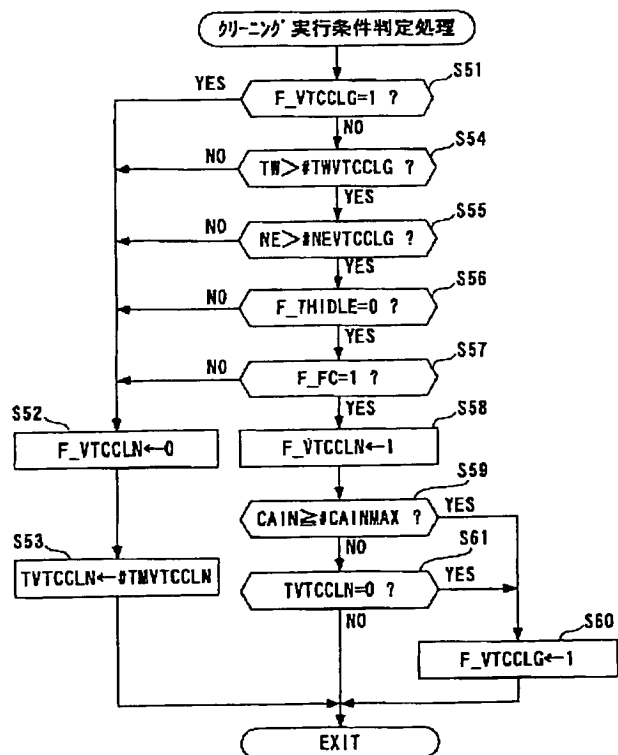 クリーニング 実行条件判定処理
S51
YES
F_VTCCLG=1 ?
NO
S54
NO
TW>#TWVTCCLG ?
YES
S55
NO
NE>#NEVTCCLG ?
YES
S56
NO
F_THIDLE=0 ?
YES
S57
NO
F_FC=1 ?
YES
S52
S58
F_VTCCLN←0
F_VTCCLN←1
S59
CAIN≧#CAINMAX ?
YES
NO
S53
S61
TVTCCLN←#TMVTCCLN
TVTCCLN=0 ?
YES
NO
S60
F_VTCCLG←1
EXIT